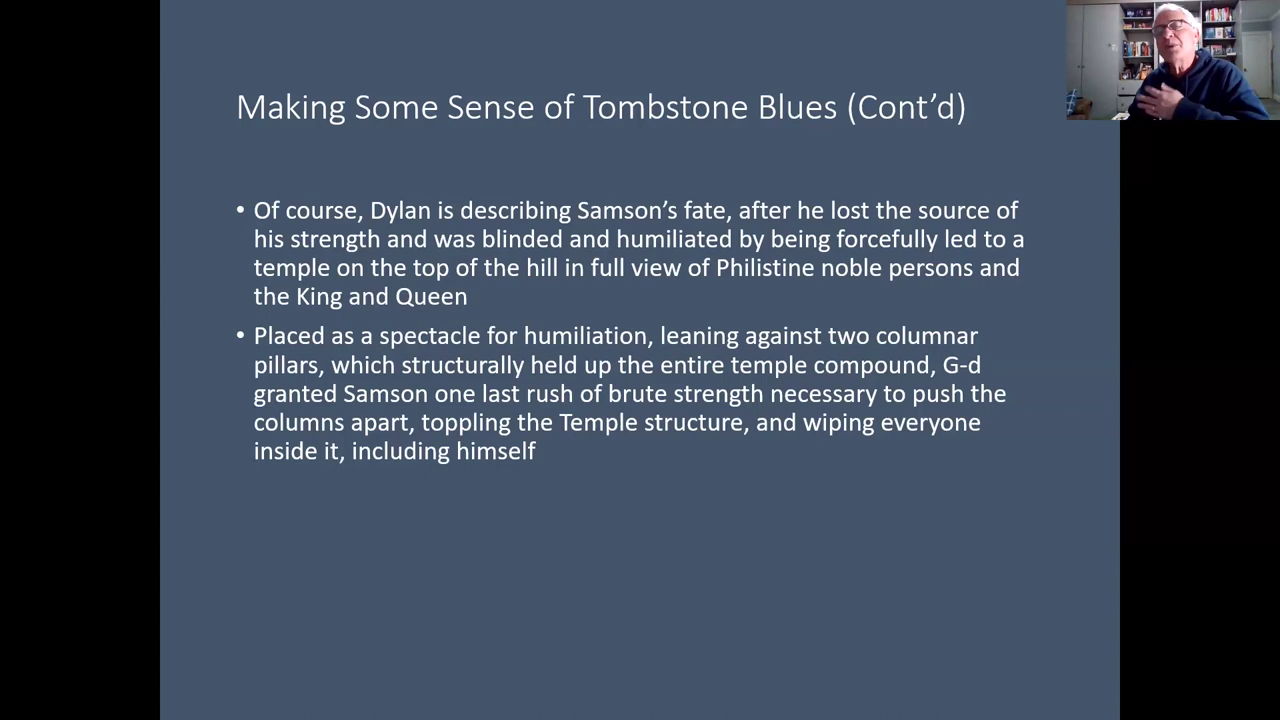 Making Some Sense of Tombstone Blues (Cont’d)
• Of course, Dylan is describing Samson’s fate, after he lost the source of
his strength and was blinded and humiliated by being forcefully led to a
temple on the top of the hill in full view of Philistine noble persons and
the King and Queen
• Placed as a spectacle for humiliation, leaning against two columnar
pillars, which structurally held up the entire temple compound, G-d
granted Samson one last rush of brute strength necessary to push the
columns apart, toppling the Temple structure, and wiping everyone
inside it, including himself